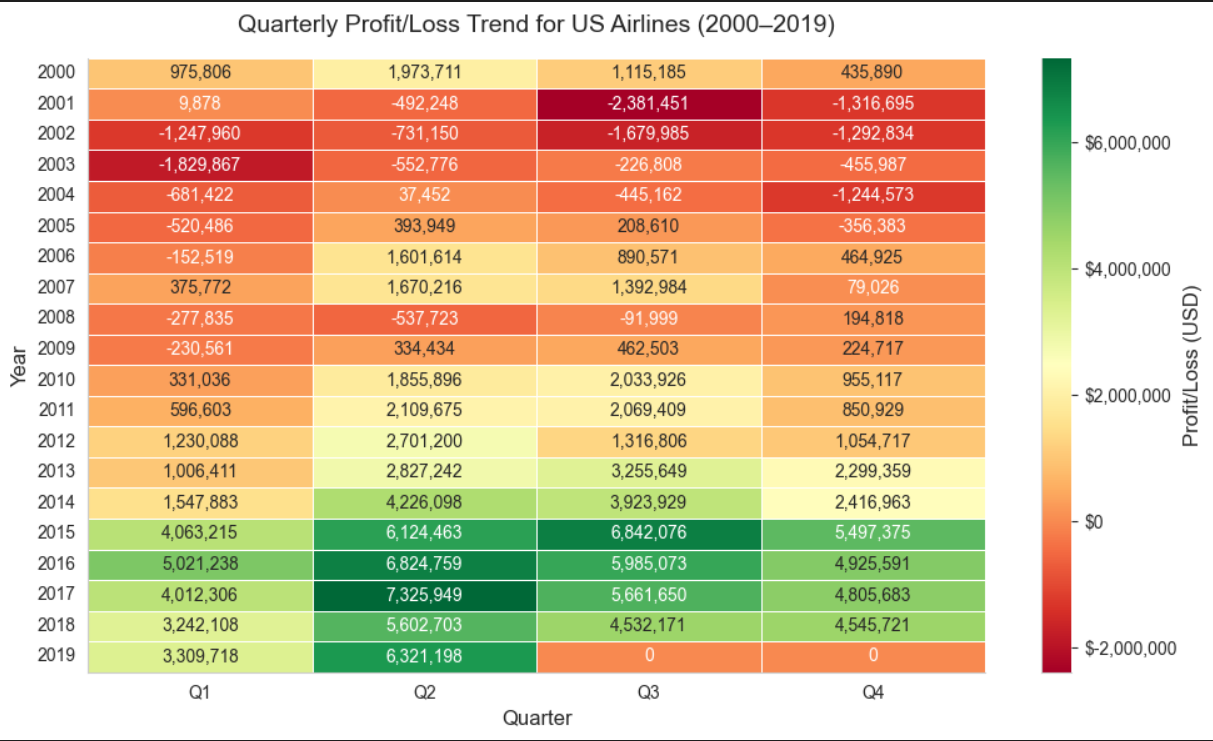 Quarterly Profit/Loss Trend for US Airlines (2000–2019)
2000 975,806 1,973,711 1,115,185 435,890
2001 9,878 -492,248 -2,381,451 -1,316,695
2002 -1,247,960 -731,150 -1,679,985 -1,292,834
2003 -1,829,867 -552,776 -226,808 -455,987
2004 -681,422 37,452 -445,162 -1,244,573
2005 -520,486 393,949 208,610 -356,383
2006 -152,519 1,601,614 890,571 464,925
2007 375,772 1,670,216 1,392,984 79,026
2008 -277,835 -537,723 -91,999 194,818
2009 -230,561 334,434 462,503 224,717
2010 331,036 1,855,896 2,033,926 955,117
2011 596,603 2,109,675 2,069,409 850,929
2012 1,230,088 2,701,200 1,316,806 1,054,717
2013 1,006,411 2,827,242 3,255,649 2,299,359
2014 1,547,883 4,226,098 3,923,929 2,416,963
2015 4,063,215 6,124,463 6,842,076 5,497,375
2016 5,021,238 6,824,759 5,985,073 4,925,591
2017 4,012,306 7,325,949 5,661,650 4,805,683
2018 3,242,108 5,602,703 4,532,171 4,545,721
2019 3,309,718 6,321,198 0 0
Q1 Q2 Q3 Q4
Quarter
Year
$6,000,000
$4,000,000
$2,000,000
$0
$-2,000,000
Profit/Loss (USD)